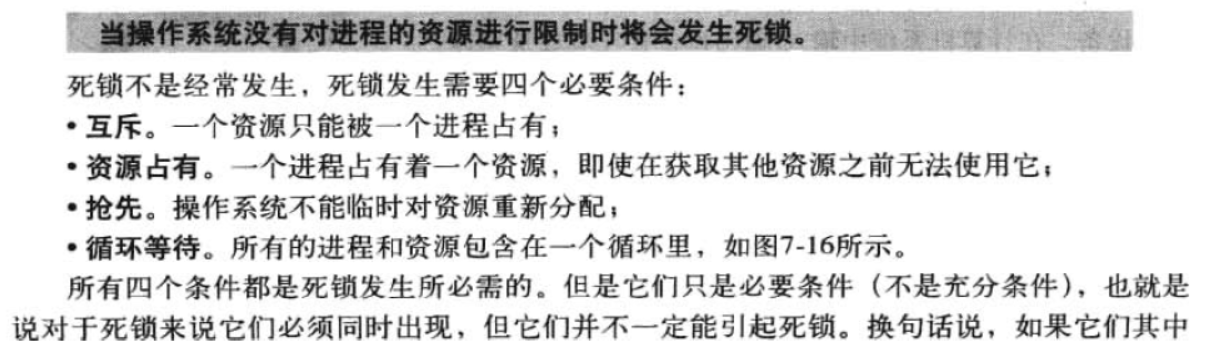 当操作系统没有对进程的资源进行限制时将会发生死锁。
死锁不是经常发生，死锁发生需要四个必要条件：
• 互斥。一个资源只能被一个进程占有；
• 资源占有。一个进程占有着一个资源，即使在获取其他资源之前无法使用它；
• 抢先。操作系统不能临时对资源重新分配；
• 循环等待。所有的进程和资源包含在一个循环里，如图7-16所示。
所有四个条件都是死锁发生所必需的。但是它们只是必要条件（不是充分条件），也就是
说对于死锁来说它们必须同时出现，但它们并不一定能引起死锁。换句话说，如果它们其中